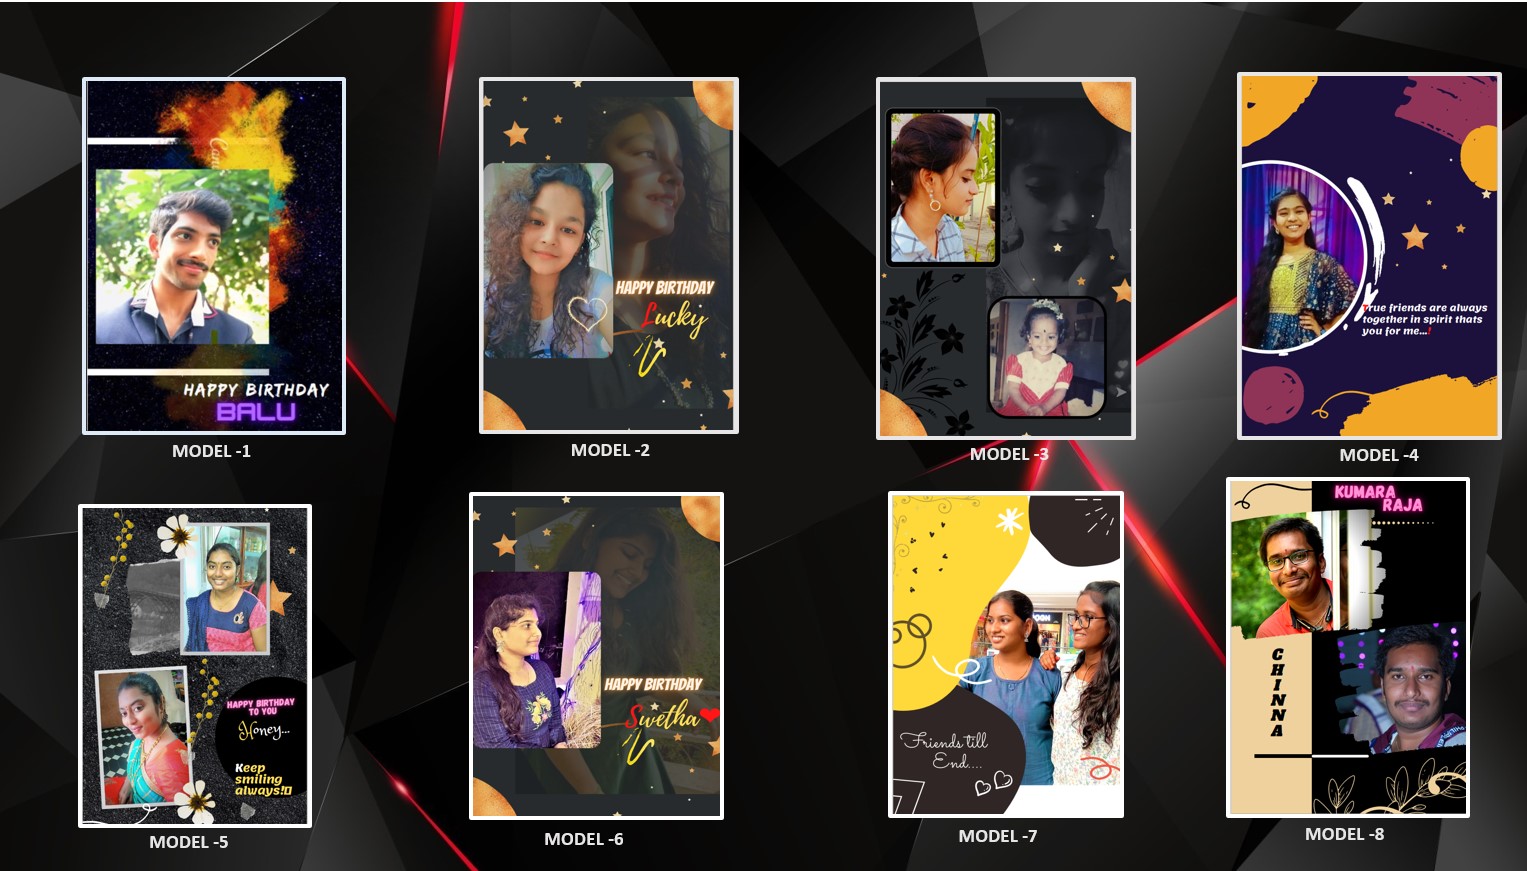 HAPPY BIRTHDAY
BALU
MODEL -1
HAPPY BIRTHDAY
Lucky
MODEL -2
MODEL -3
True friends are always
together in spirit thats
you for me...!
MODEL -4
HAPPY BIRTHDAY
TO YOU
Honey...
Keep
smiling
always!
MODEL -5
HAPPY BIRTHDAY
Swetha
MODEL -6
Friends till
End....
MODEL -7
KUMARA
RAJA
CHINNA
MODEL -8